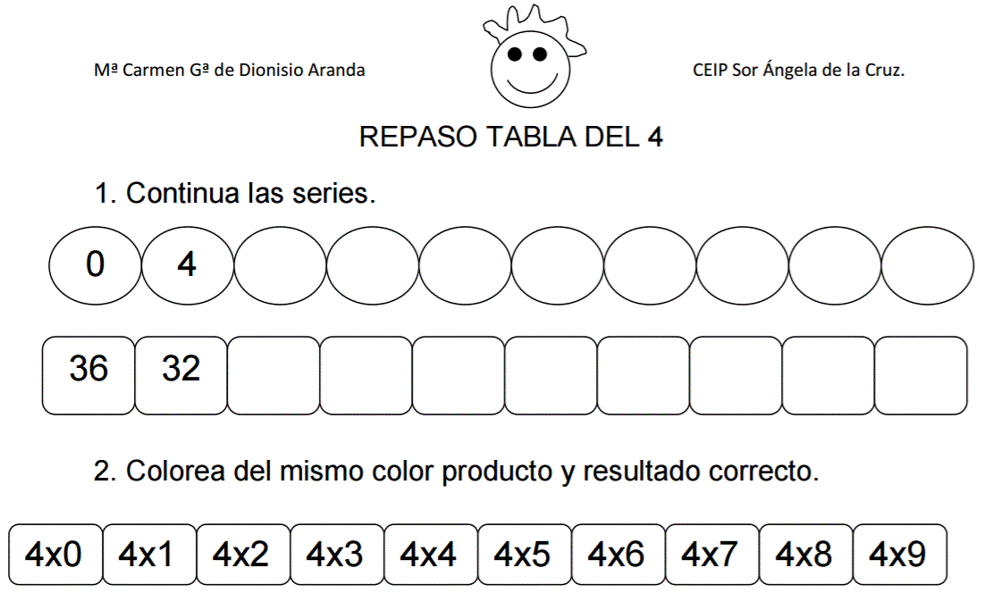 Mª Carmen Gª de Dionisio Aranda
CEIP Sor Ángela de la Cruz.
REPASO TABLA DEL 4
1. Continua las series.
0 4
36 32
2. Colorea del mismo color producto y resultado correcto.
4x0 4x1 4x2 4x3 4x4 4x5 4x6 4x7 4x8 4x9